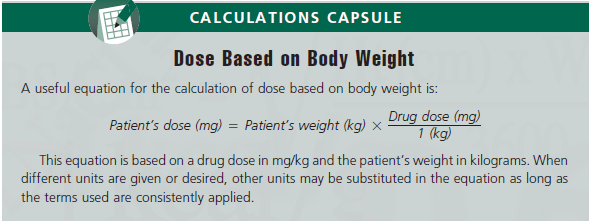 CALCULATIONS CAPSULE
Dose Based on Body Weight
A useful equation for the calculation of dose based on body weight is:
Patient's dose (mg) = Patient's weight (kg) × Drug dose (mg) / 1 (kg)
This equation is based on a drug dose in mg/kg and the patient's weight in kilograms. When
different units are given or desired, other units may be substituted in the equation as long as
the terms used are consistently applied.